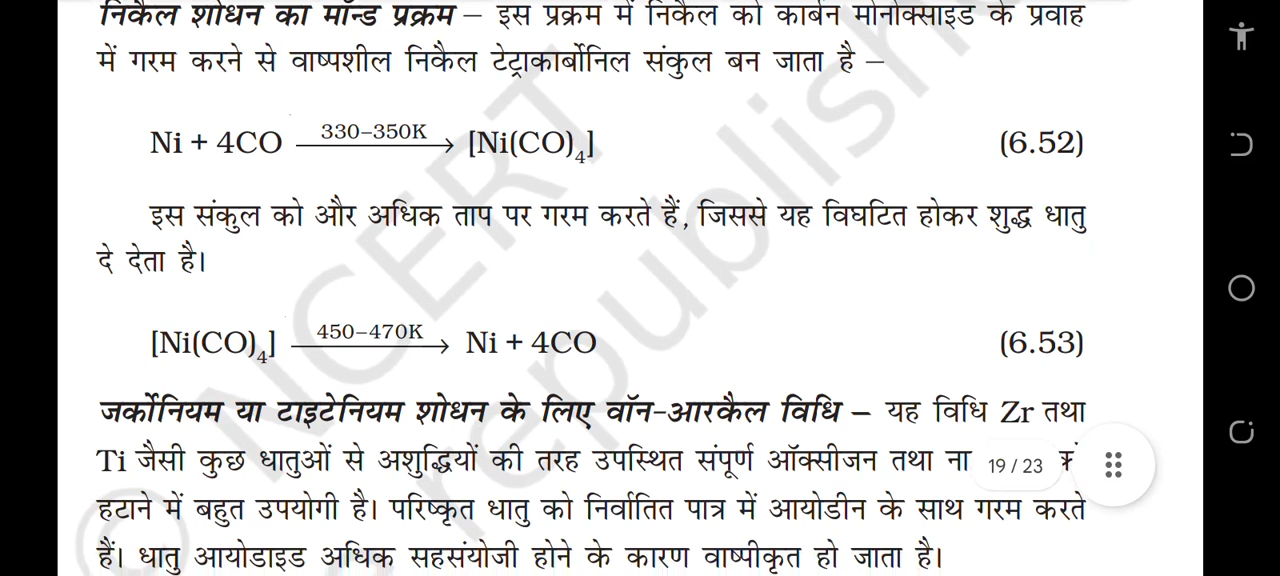 निकैल शोधन का मॉन्ड प्रक्रम – इस प्रक्रम में निकैल को कार्बन मोनोक्साइड के प्रवाह
में गरम करने से वाष्पशील निकैल टेट्राकार्बोनिल संकुल बन जाता है –
Ni + 4CO 330–350K → [Ni(CO)₄] (6.52)
इस संकुल को और अधिक ताप पर गरम करते हैं, जिससे यह विघटित होकर शुद्ध धातु
दे देता है।
[Ni(CO)₄] 450–470K → Ni + 4CO (6.53)
जर्कोनियम या टाइटेनियम शोधन के लिए वॉन-आरकैल विधि – यह विधि Zr तथा
Ti जैसी कुछ धातुओं से अशुद्धियों की तरह उपस्थित संपूर्ण ऑक्सीजन तथा ना
19 / 23
हटाने में बहुत उपयोगी है। परिष्कृत धातु को निर्वातित पात्र में आयोडीन के साथ गरम करते
हैं। धातु आयोडाइड अधिक सहसंयोजी होने के कारण वाष्पीकृत हो जाता है।
© NCERT
republishe